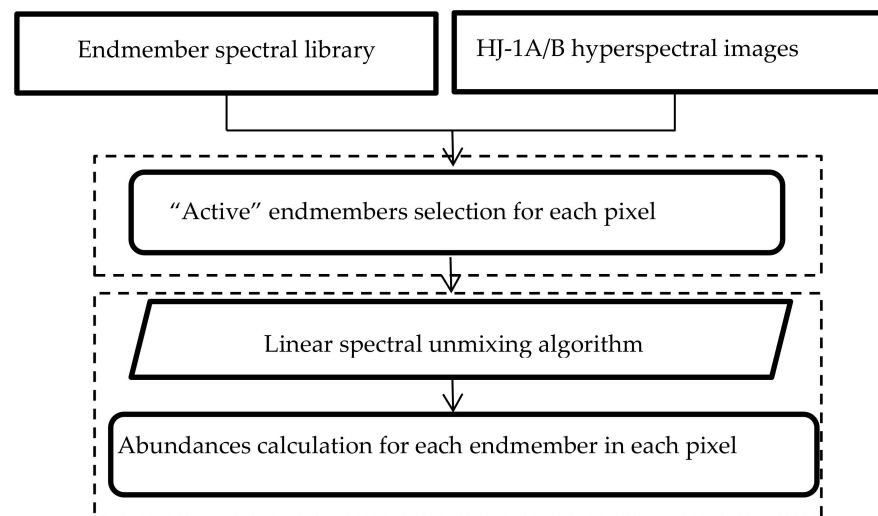 Endmember spectral library
HJ-1A/B hyperspectral images
“Active” endmembers selection for each pixel
Linear spectral unmixing algorithm
Abundances calculation for each endmember in each pixel